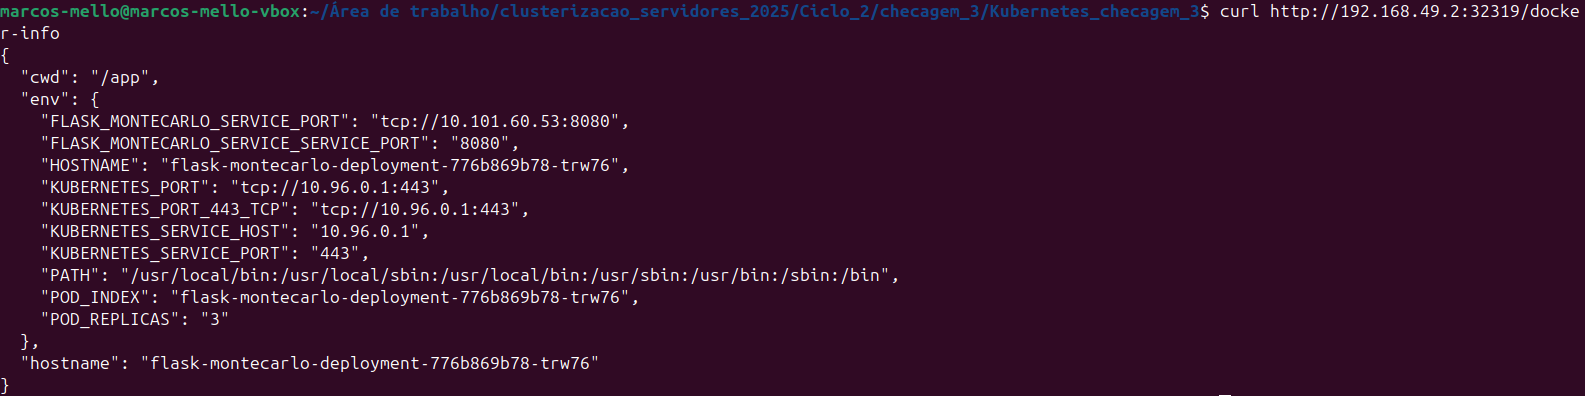 marcos-mello@marcos-mello-vbox:~/Área de trabalho/clusterizacao_servidores_2025/Ciclo_2/checagem_3/Kubernetes_checagem_3$ curl http://192.168.49.2:32319/docke
r-info
{
  "cwd": "/app",
  "env": {
    "FLASK_MONTECARLO_SERVICE_PORT": "tcp://10.101.60.53:8080",
    "FLASK_MONTECARLO_SERVICE_SERVICE_PORT": "8080",
    "HOSTNAME": "flask-montecarlo-deployment-776b869b78-trw76",
    "KUBERNETES_PORT": "tcp://10.96.0.1:443",
    "KUBERNETES_PORT_443_TCP": "tcp://10.96.0.1:443",
    "KUBERNETES_SERVICE_HOST": "10.96.0.1",
    "KUBERNETES_SERVICE_PORT": "443",
    "PATH": "/usr/local/bin:/usr/local/sbin:/usr/local/bin:/usr/sbin:/usr/bin:/sbin:/bin",
    "POD_INDEX": "flask-montecarlo-deployment-776b869b78-trw76",
    "POD_REPLICAS": "3"
  },
  "hostname": "flask-montecarlo-deployment-776b869b78-trw76"
}